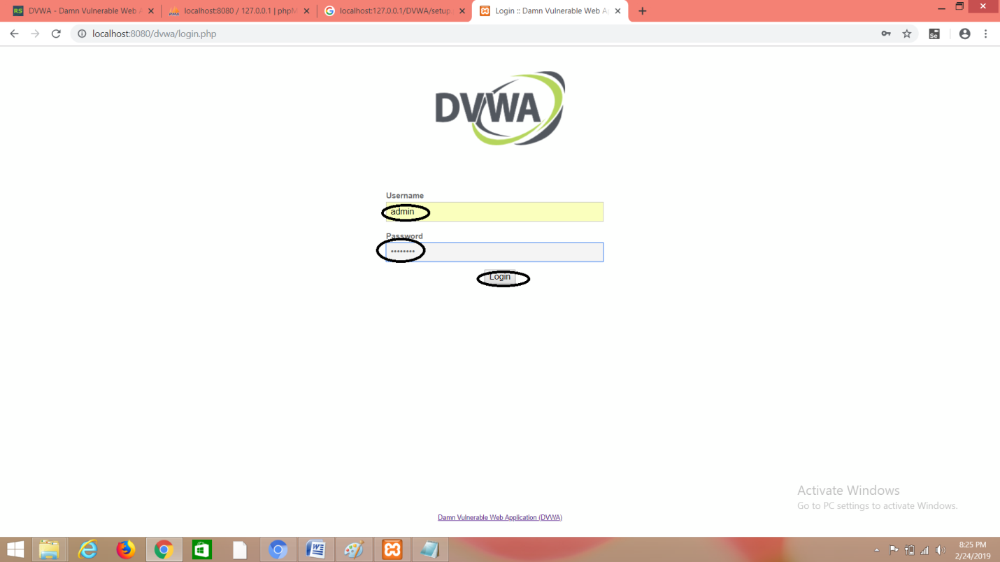 DVWA - Damn Vulnerable Web A
localhost:8080 / 127.0.0.1 | phpM
localhost:127.0.0.1/DVWA/setup.
Login :: Damn Vulnerable Web Ap
localhost:8080/dvwa/login.php
DVWA
Username
admin
Password
••••••••
Login
Activate Windows
Go to PC settings to activate Windows.
Damn Vulnerable Web Application (DVWA)
8:25 PM
2/24/2019